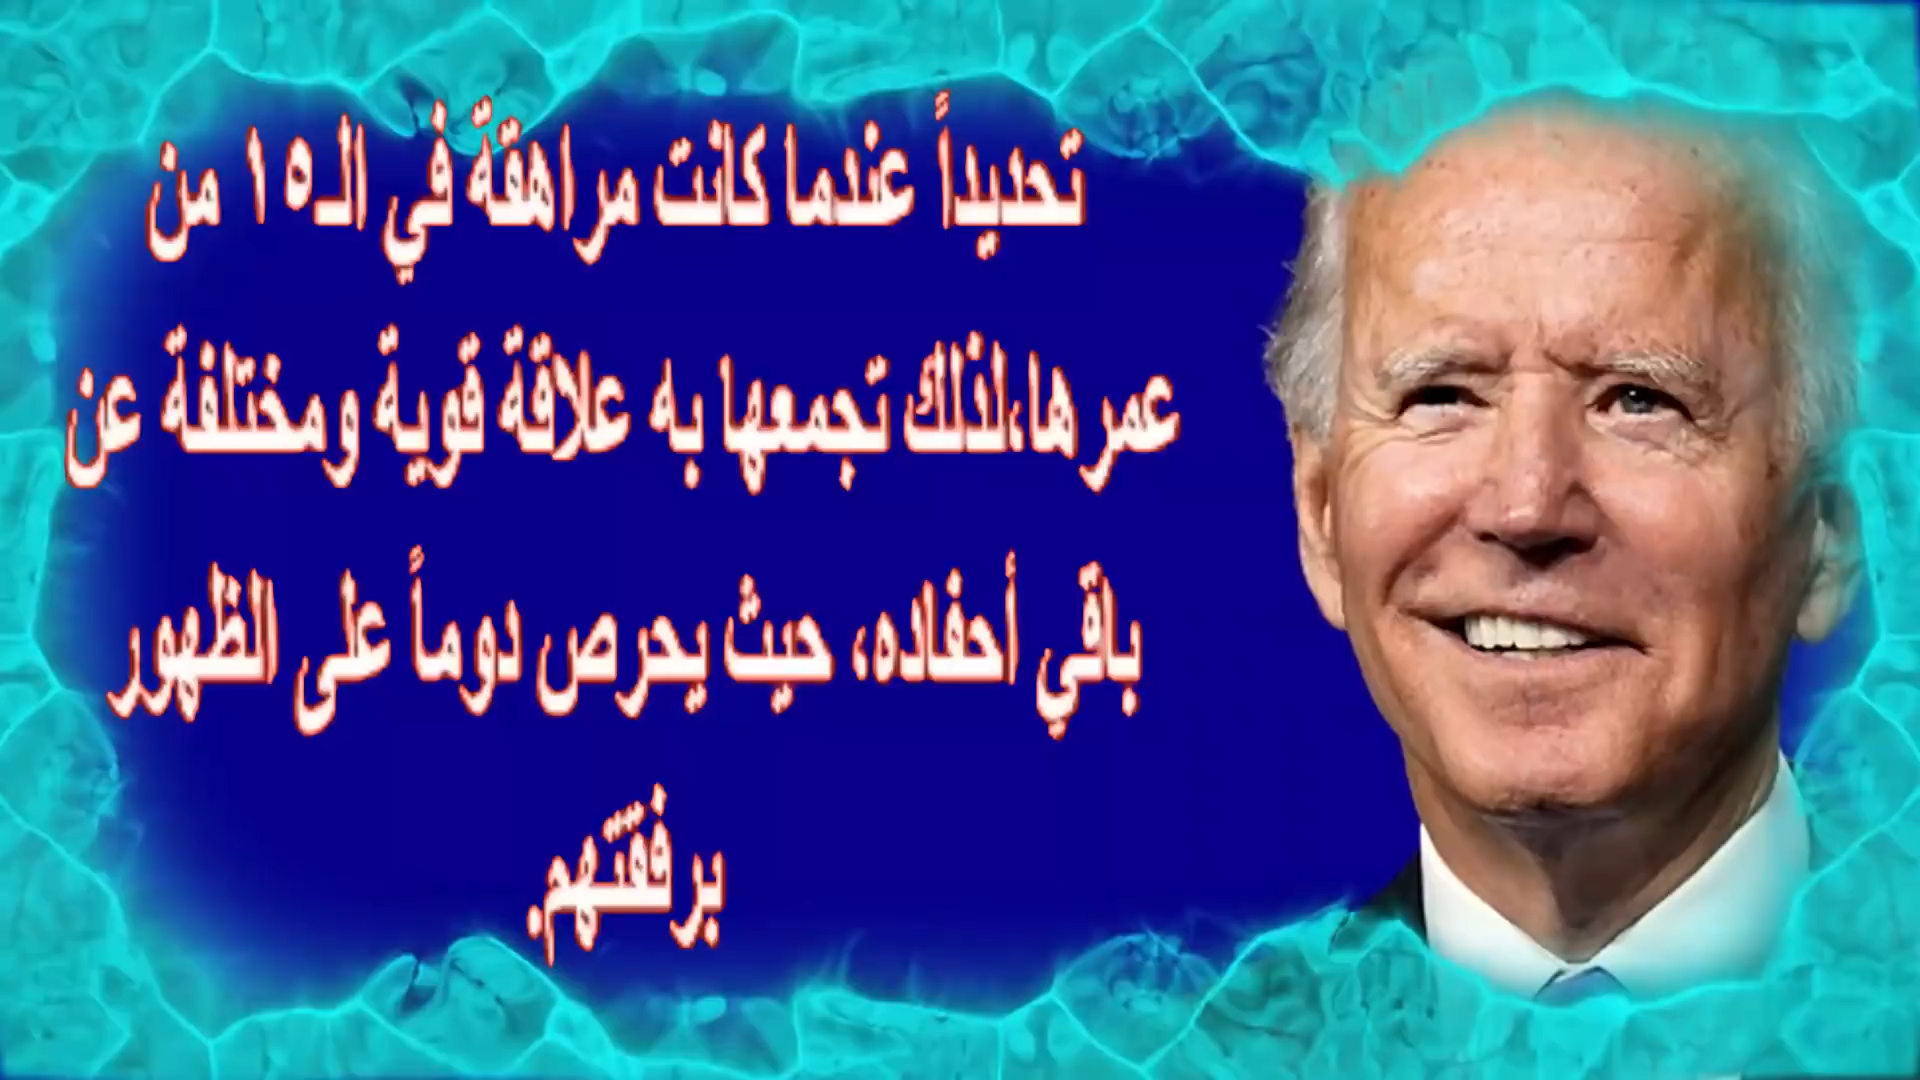 تحديداً عندما كانت مراهقة في الـ١٥ من
عمرها،لذلك تجمعها به علاقة قوية ومختلفة عن
باقي أحفاده، حيث يحرص دوماً على الظهور
برفقتهم.